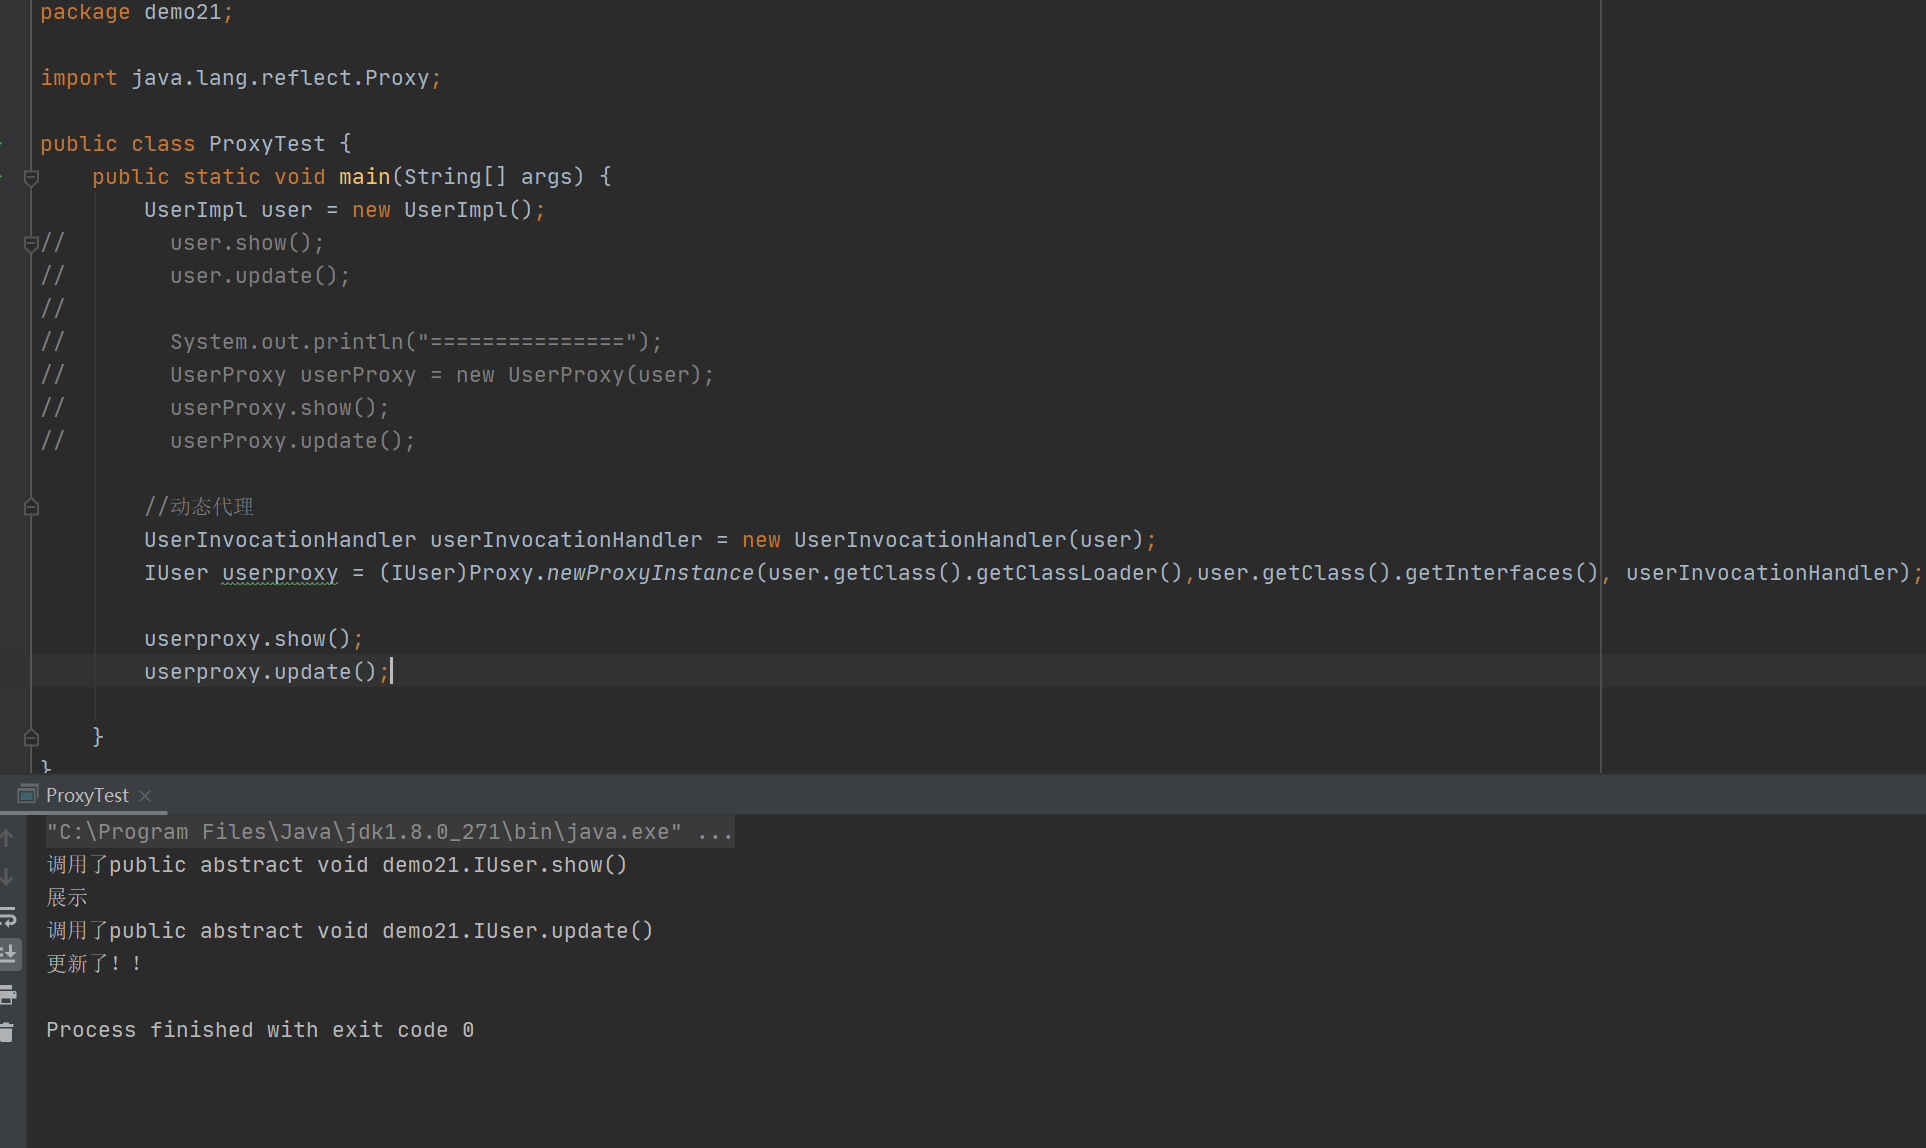 package demo21;
import java.lang.reflect.Proxy;
public class ProxyTest {
    public static void main(String[] args) {
        UserImpl user = new UserImpl();
//        user.show();
//        user.update();
//
//        System.out.println("===============");
//        UserProxy userProxy = new UserProxy(user);
//        userProxy.show();
//        userProxy.update();
        //动态代理
        UserInvocationHandler userInvocationHandler = new UserInvocationHandler(user);
        IUser userproxy = (IUser)Proxy.newProxyInstance(user.getClass().getClassLoader(),user.getClass().getInterfaces(), userInvocationHandler);
        userproxy.show();
        userproxy.update();
    }
}
ProxyTest
"C:\Program Files\Java\jdk1.8.0_271\bin\java.exe" ...
调用了public abstract void demo21.IUser.show()
展示
调用了public abstract void demo21.IUser.update()
更新了！！
Process finished with exit code 0